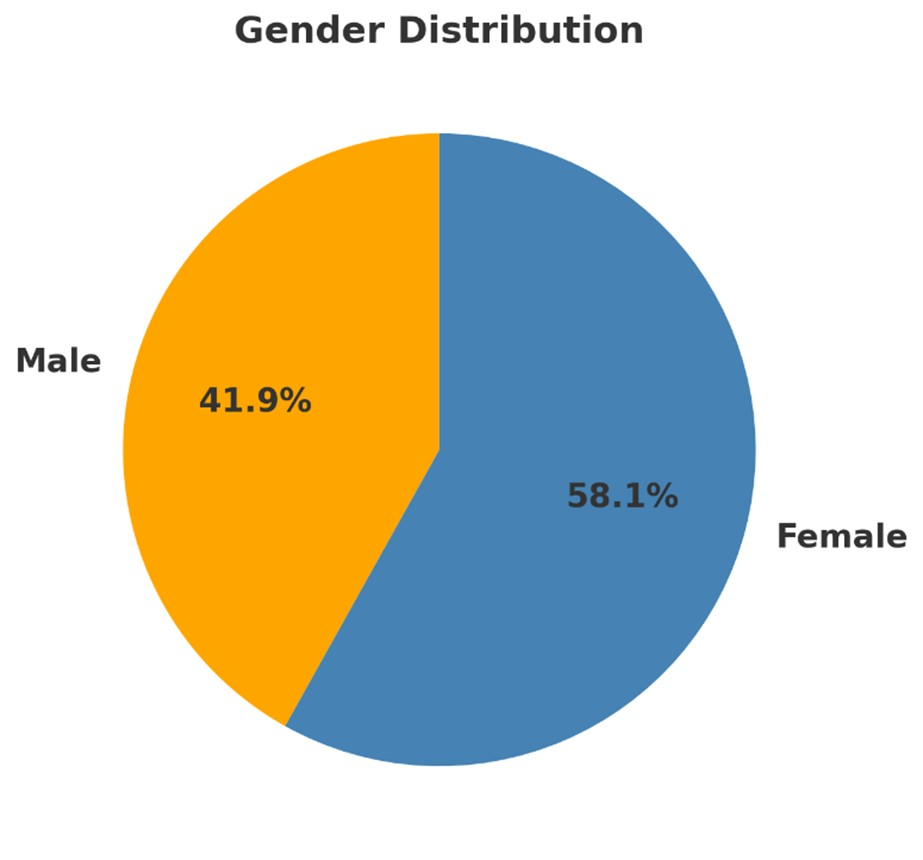 Gender Distribution
Male
41.9%
58.1%
Female